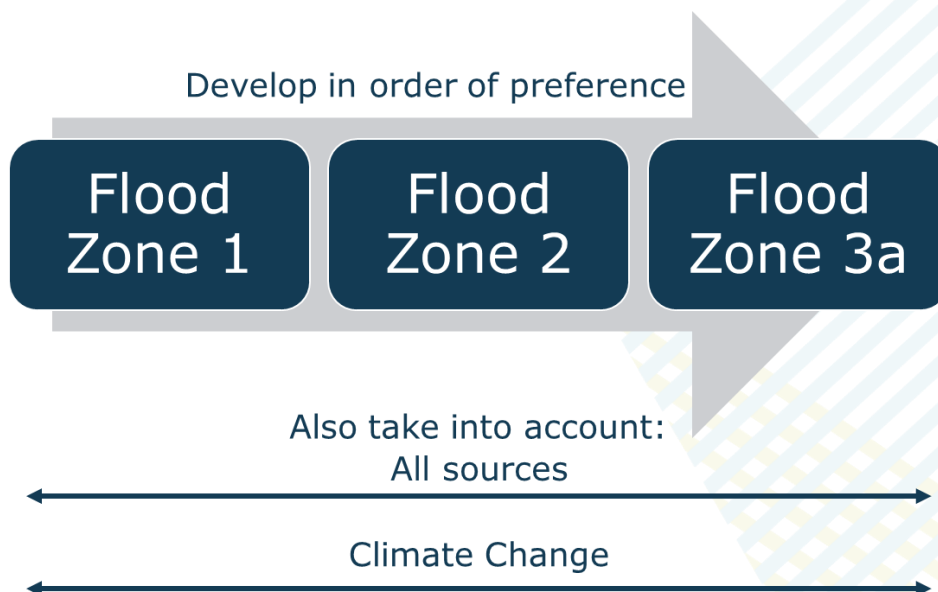 Develop in order of preference
Flood
Zone 1
Flood
Zone 2
Flood
Zone 3a
Also take into account:
All sources
Climate Change